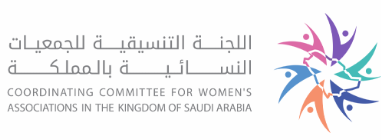 اللجنة التنسيقية للجمعيات
النسائية بالمملكة
COORDINATING COMMITTEE FOR WOMEN'S
ASSOCIATIONS IN THE KINGDOM OF SAUDI ARABIA